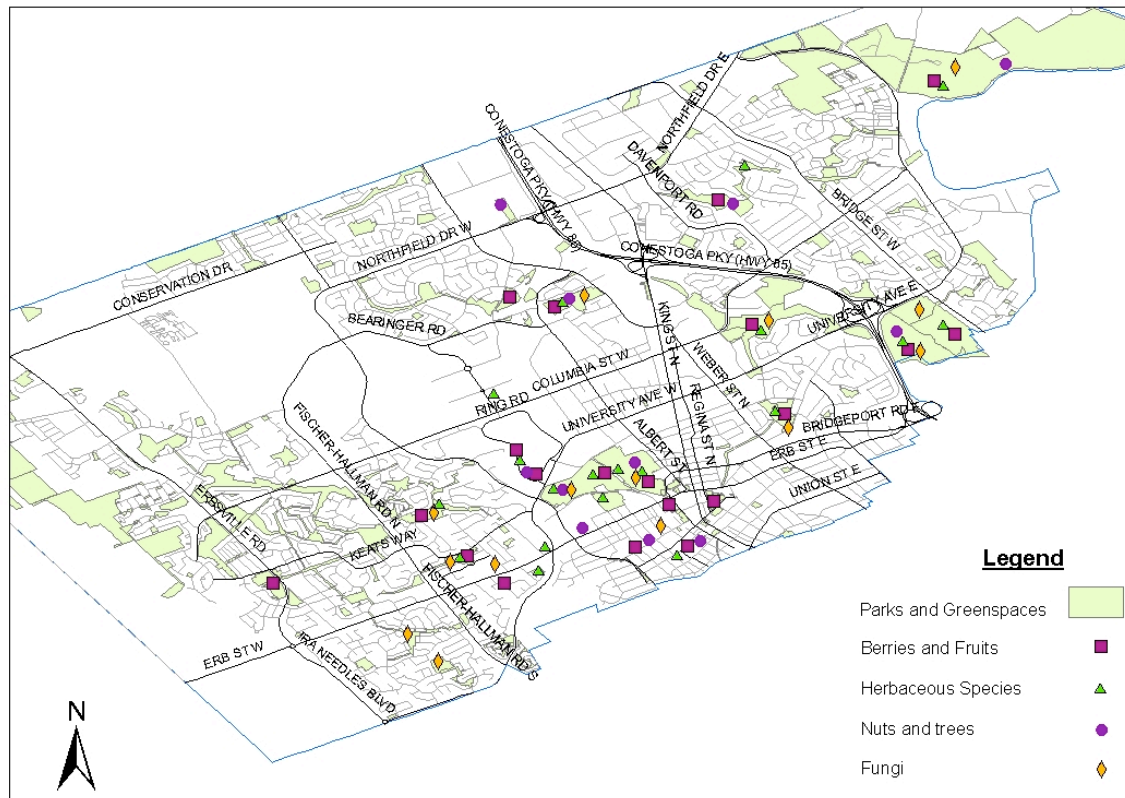 NORTHFIELD DR E
CONESTOGA PKY (HWY 86)
DAVENPORT RD
BRIDGE ST W
NORTHFIELD DR W
CONESTOGA PKY (HWY 85)
CONSERVATION DR
UNIVERSITY AVE E
BEARINGER RD
KING ST N
WEBER ST N
COLUMBIA ST W
RING RD
REGINA ST N
UNIVERSITY AVE W
FISCHER-HALLMAN RD N
ALBERT ST
BRIDGEPORT RD E
ERB ST E
UNION ST E
ERBSVILLE RD
KEATS WAY
FISCHER-HALLMAN RD S
ERB ST W
IRA NEEDLES BLVD
N
Legend
Parks and Greenspaces
Berries and Fruits
Herbaceous Species
Nuts and trees
Fungi